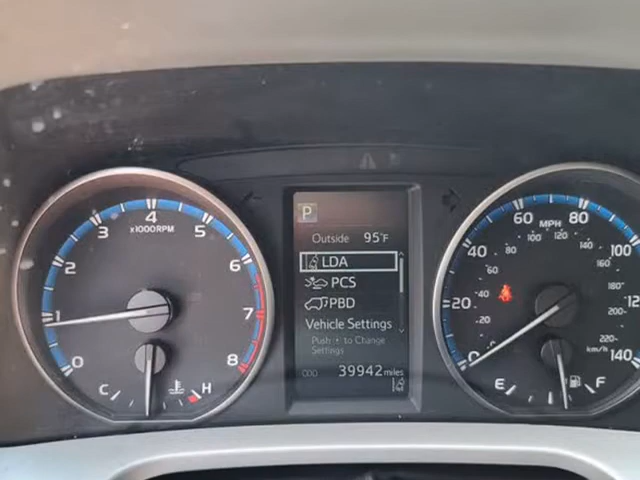 x1000RPM
0
1
2
3
4
5
6
7
8
C
H
P
Outside 95°F
LDA
PCS
PBD
Vehicle Settings
Push to Change
Settings
ODO 39942 miles
MPH
0
20
40
60
80
100
140
20
40
60
80
100
120
140
160
180
220
km/h
E
F